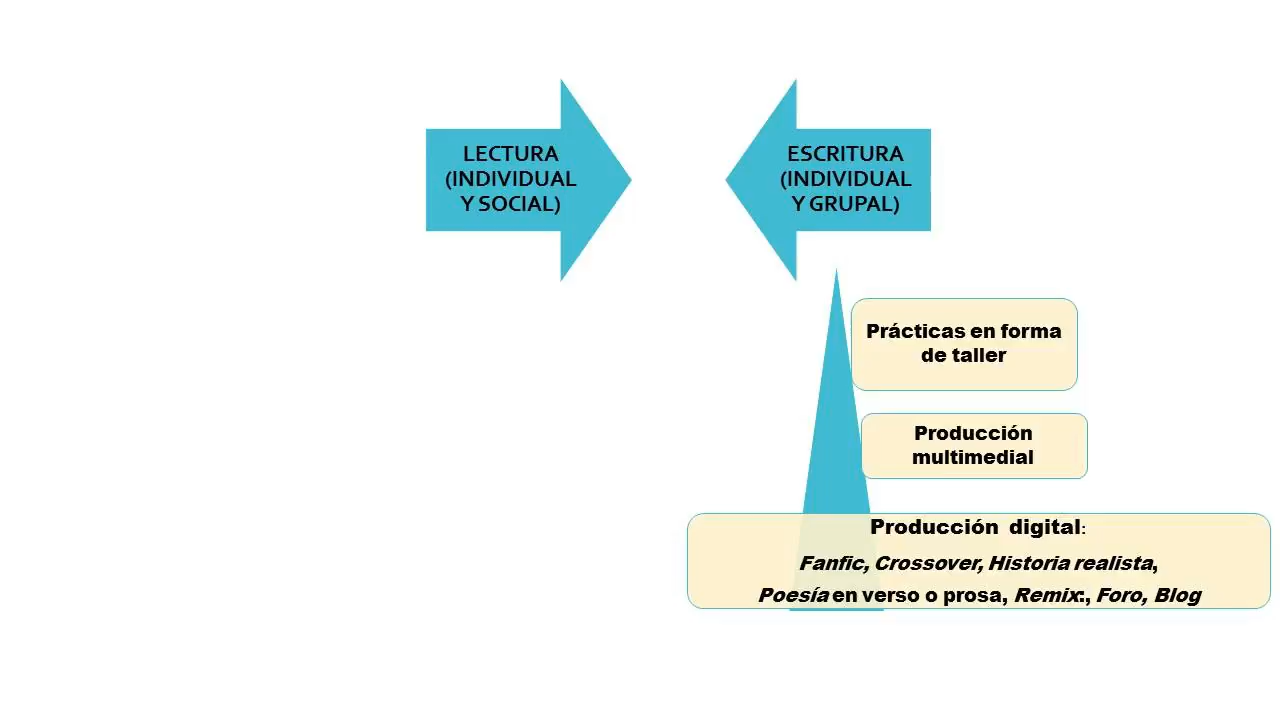 LECTURA
(INDIVIDUAL
Y SOCIAL)
ESCRITURA
(INDIVIDUAL
Y GRUPAL)
Prácticas en forma
de taller
Producción
multimedial
Producción digital:
Fanfic, Crossover, Historia realista,
Poesía en verso o prosa, Remix:, Foro, Blog